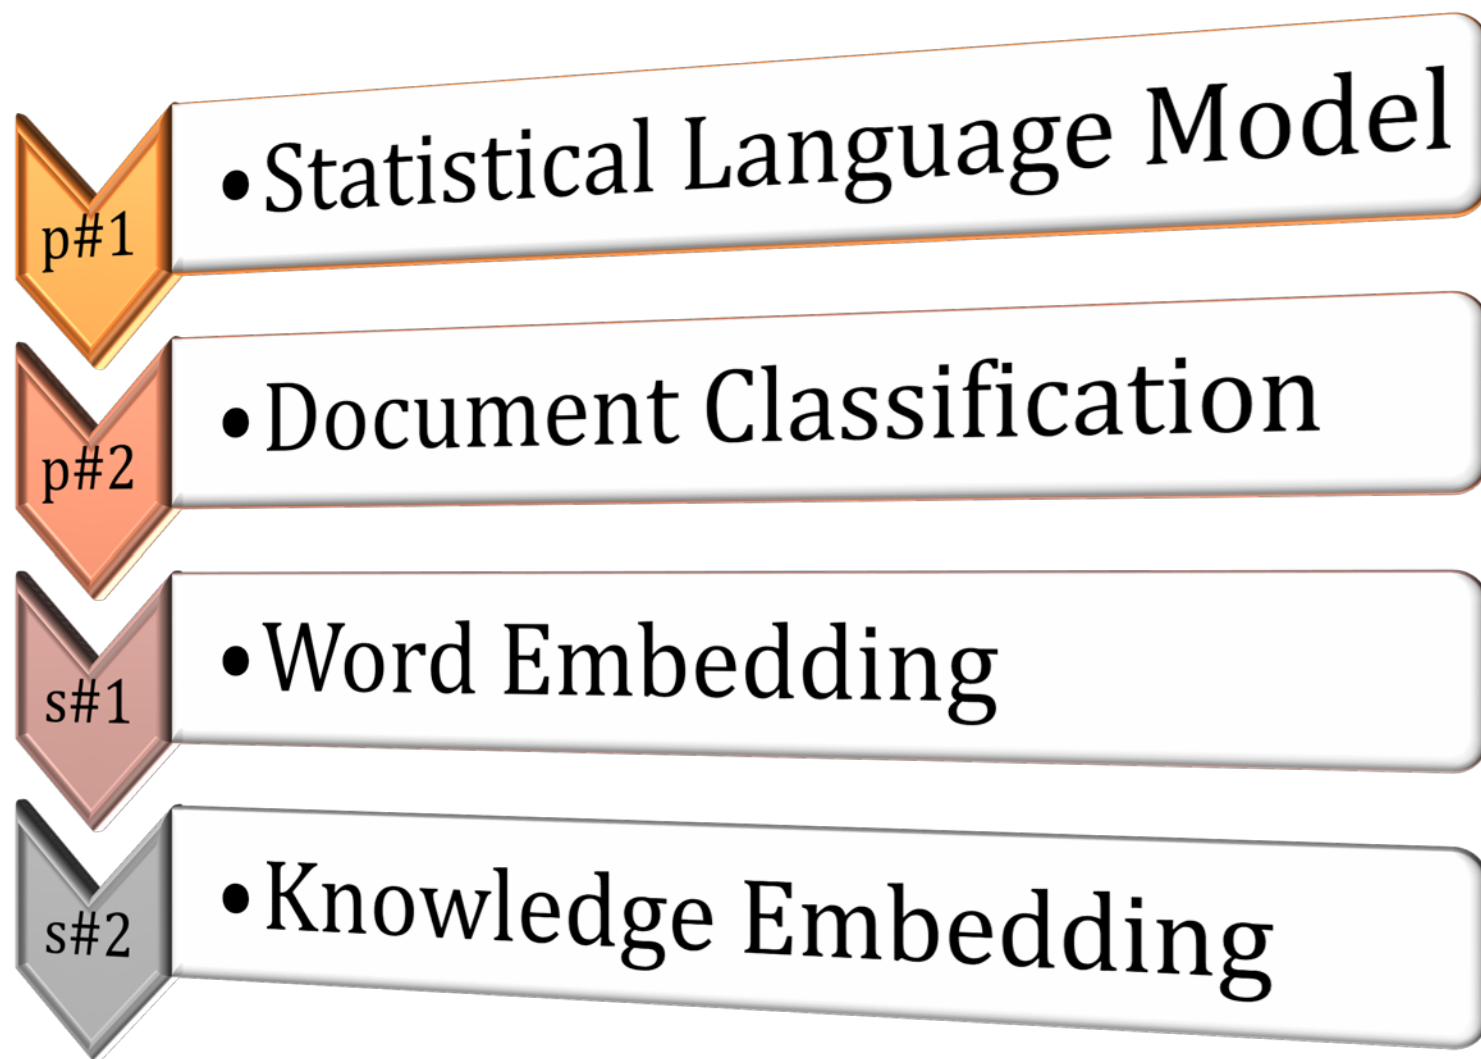 p#1
•Statistical Language Model
p#2
•Document Classification
s#1
•Word Embedding
s#2
•Knowledge Embedding